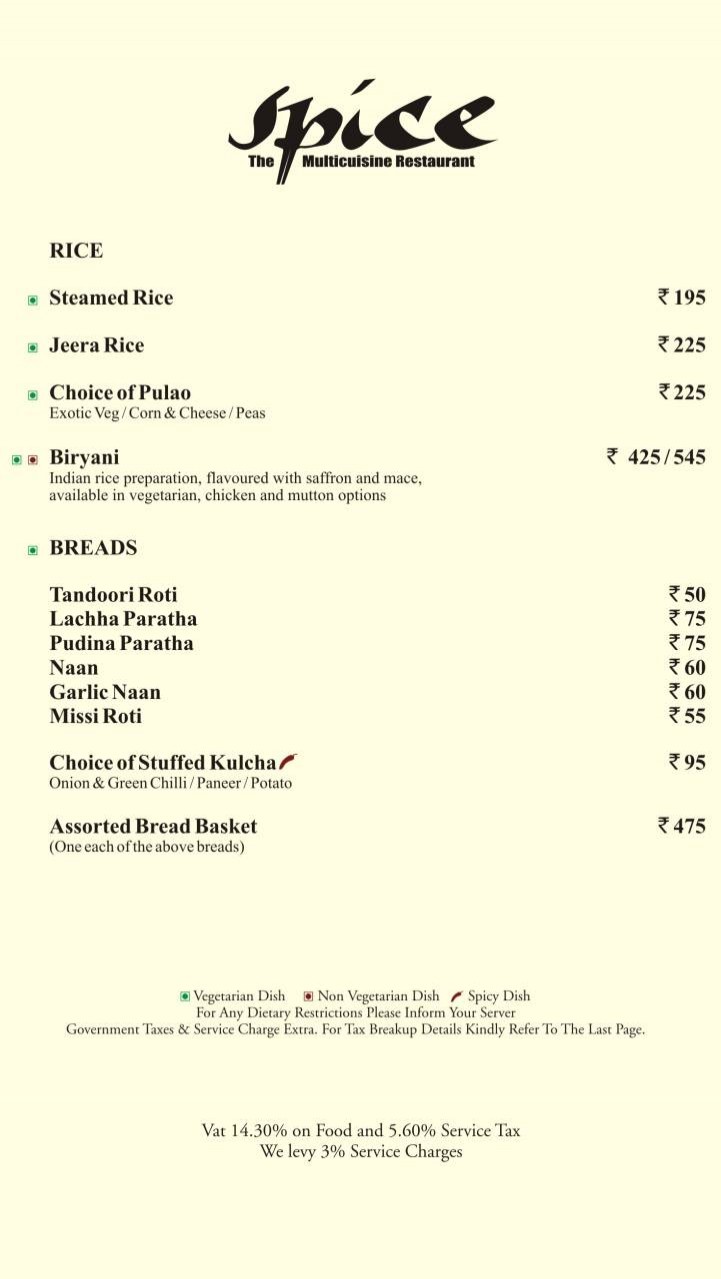 spice
The Multicuisine Restaurant
RICE
Steamed Rice ₹ 195
Jeera Rice ₹ 225
Choice of Pulao ₹ 225
Exotic Veg / Corn & Cheese / Peas
Biryani ₹ 425 / 545
Indian rice preparation, flavoured with saffron and mace,
available in vegetarian, chicken and mutton options
BREADS
Tandoori Roti ₹ 50
Lachha Paratha ₹ 75
Pudina Paratha ₹ 75
Naan ₹ 60
Garlic Naan ₹ 60
Missi Roti ₹ 55
Choice of Stuffed Kulcha ₹ 95
Onion & Green Chilli / Paneer / Potato
Assorted Bread Basket ₹ 475
(One each of the above breads)
Vegetarian Dish Non Vegetarian Dish Spicy Dish
For Any Dietary Restrictions Please Inform Your Server
Government Taxes & Service Charge Extra. For Tax Breakup Details Kindly Refer To The Last Page.
Vat 14.30% on Food and 5.60% Service Tax
We levy 3% Service Charges